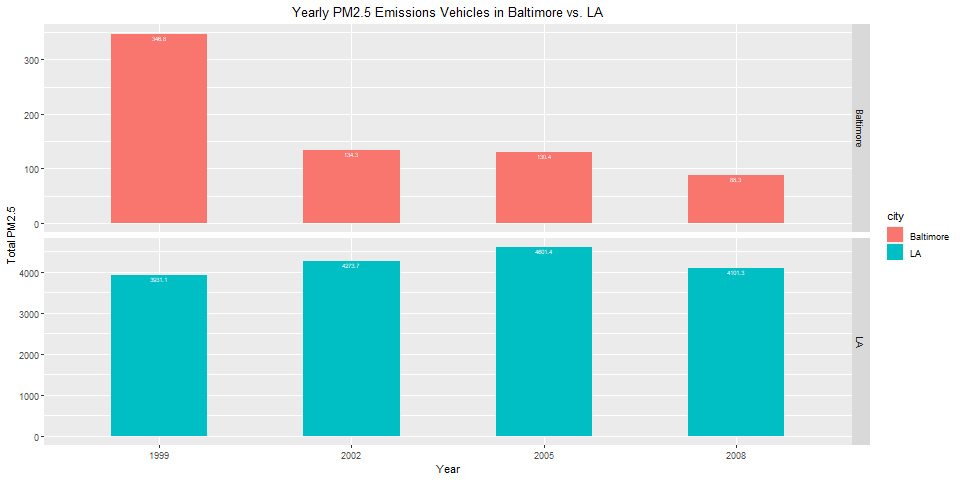 Yearly PM2.5 Emissions Vehicles in Baltimore vs. LA
Total PM2.5
300
200
100
0
346.8
134.3
130.4
88.3
Baltimore
4000
3000
2000
1000
0
3931.1
4273.7
4601.4
4101.3
LA
1999
2002
2005
2008
Year
city
Baltimore
LA